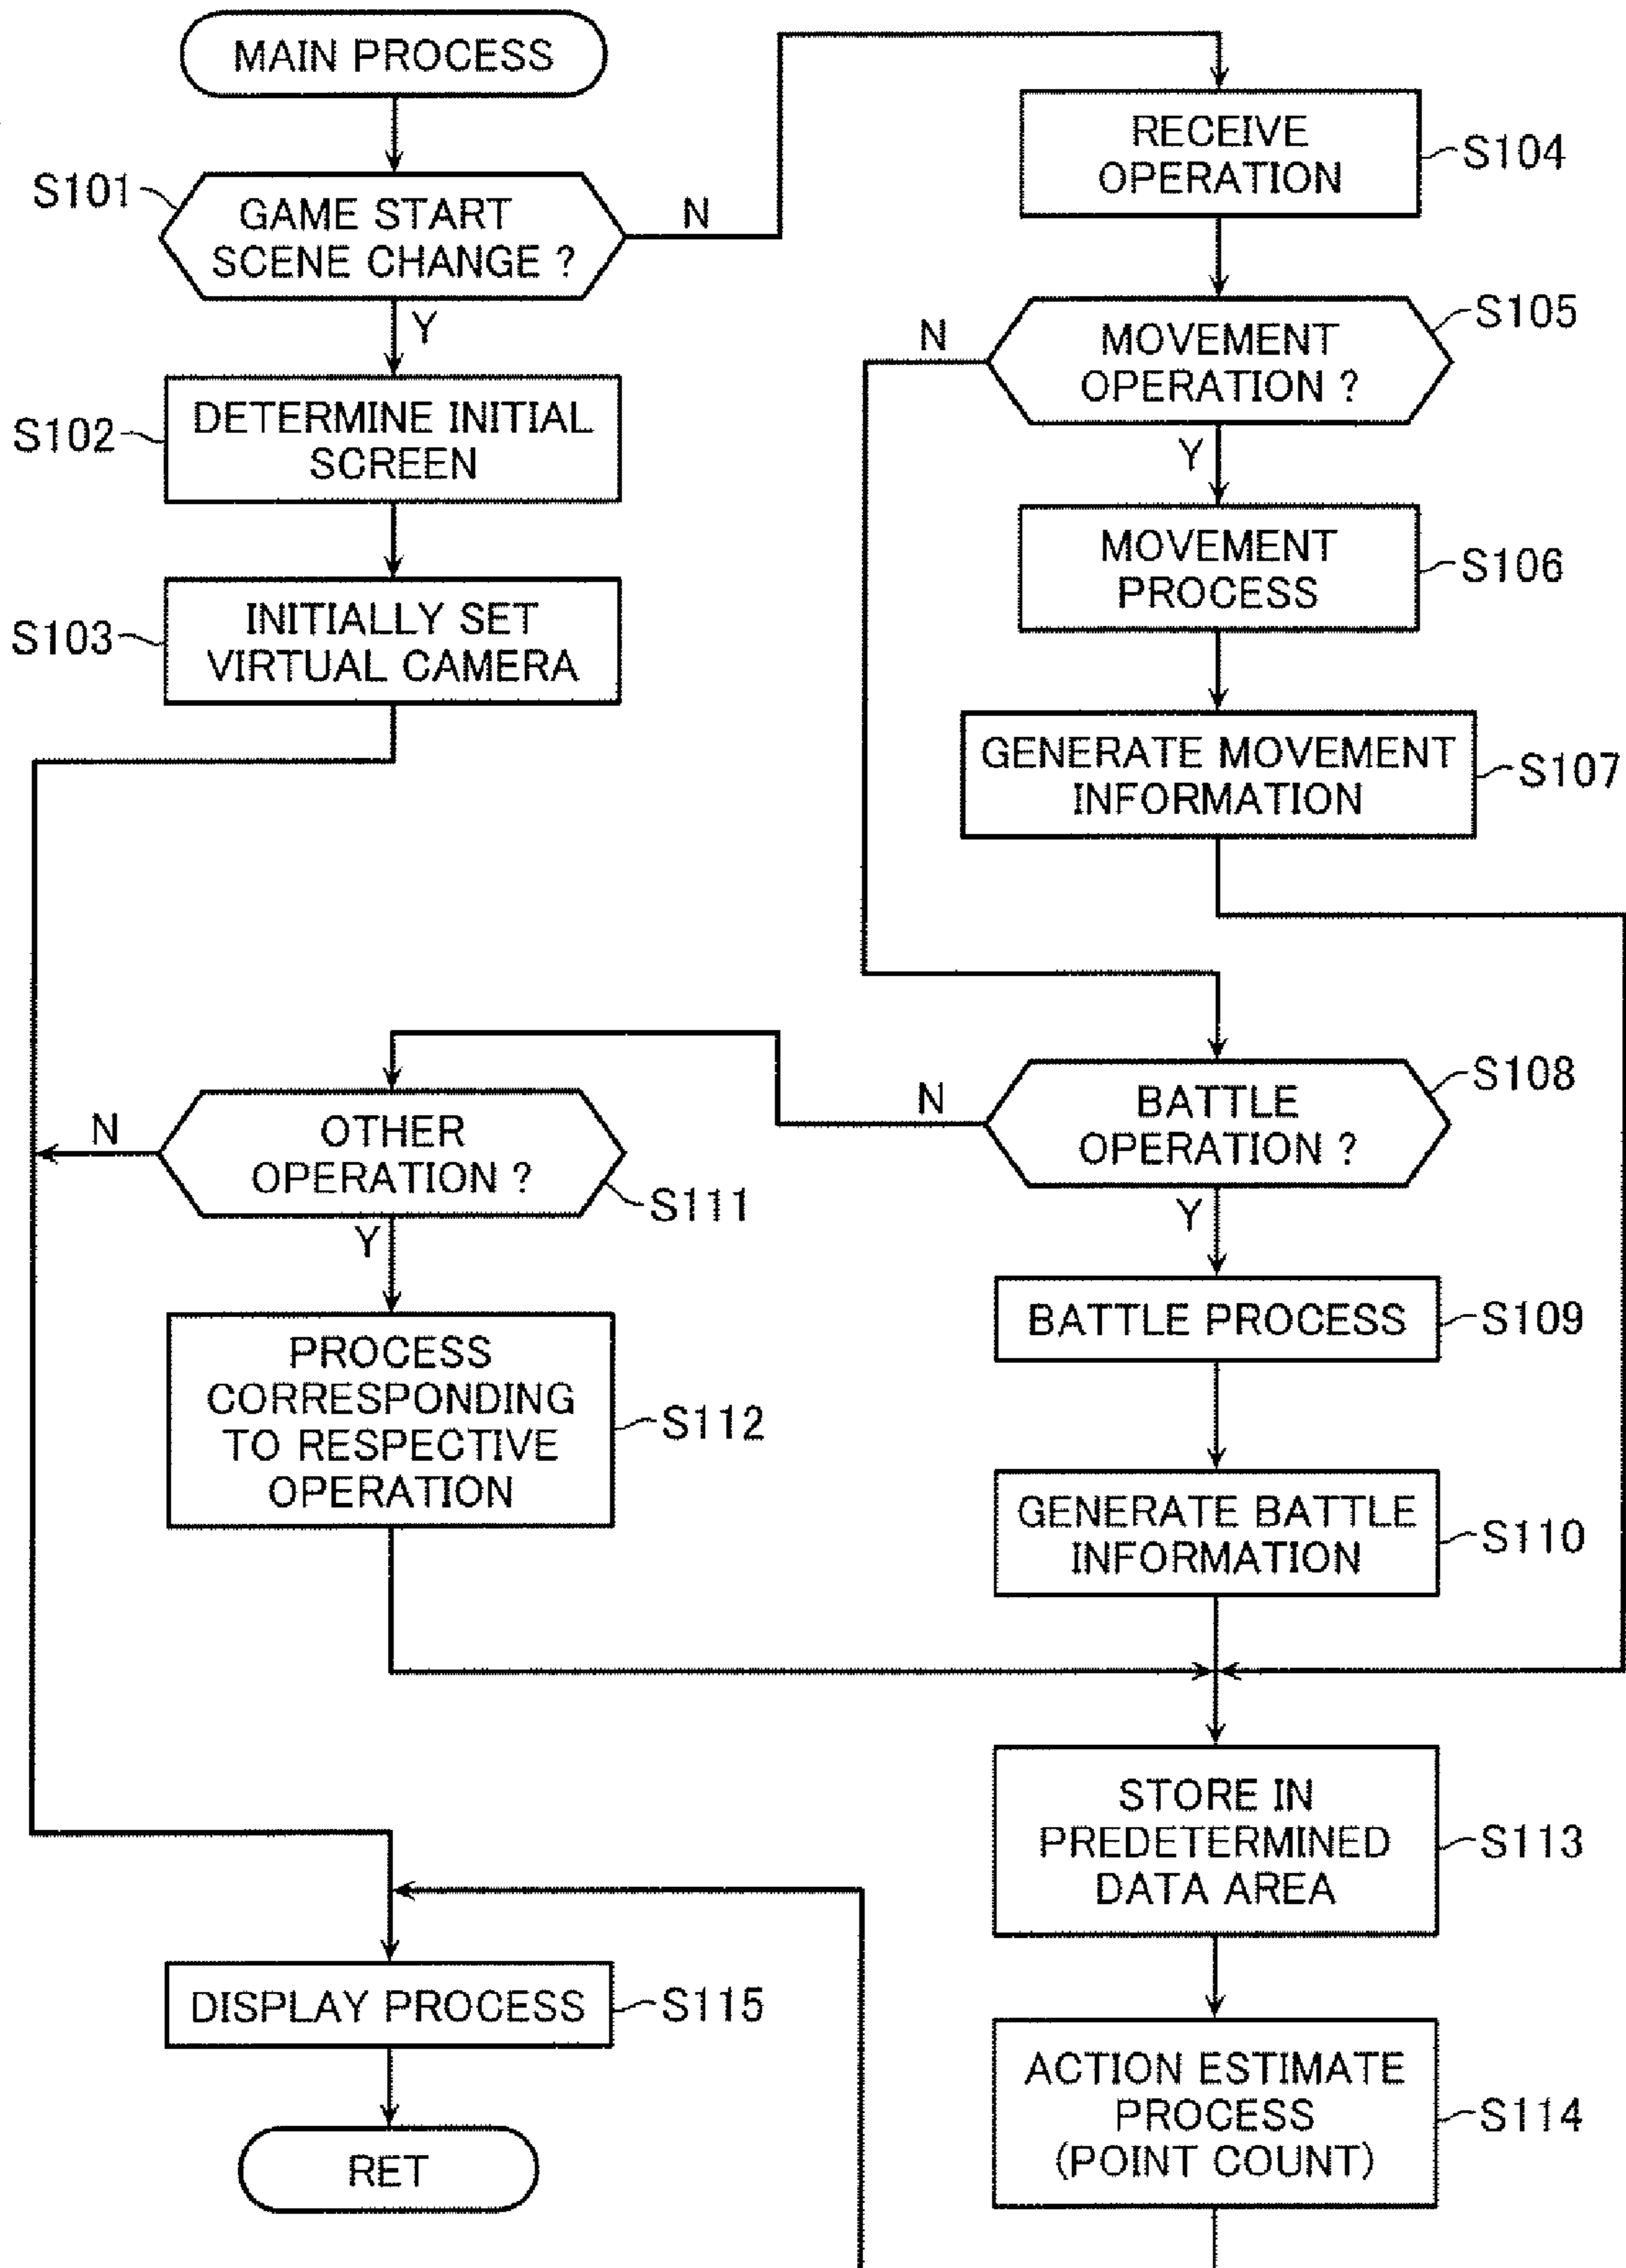 MAIN PROCESS
S101
GAME START
SCENE CHANGE ?
N
Y
S102
DETERMINE INITIAL
SCREEN
S103
INITIALLY SET
VIRTUAL CAMERA
RECEIVE
OPERATION
S104
MOVEMENT
OPERATION ?
S105
N
Y
MOVEMENT
PROCESS
S106
GENERATE MOVEMENT
INFORMATION
S107
BATTLE
OPERATION ?
S108
N
Y
BATTLE PROCESS
S109
GENERATE BATTLE
INFORMATION
S110
OTHER
OPERATION ?
S111
N
Y
PROCESS
CORRESPONDING
TO RESPECTIVE
OPERATION
S112
STORE IN
PREDETERMINED
DATA AREA
S113
ACTION ESTIMATE
PROCESS
(POINT COUNT)
S114
DISPLAY PROCESS
S115
RET